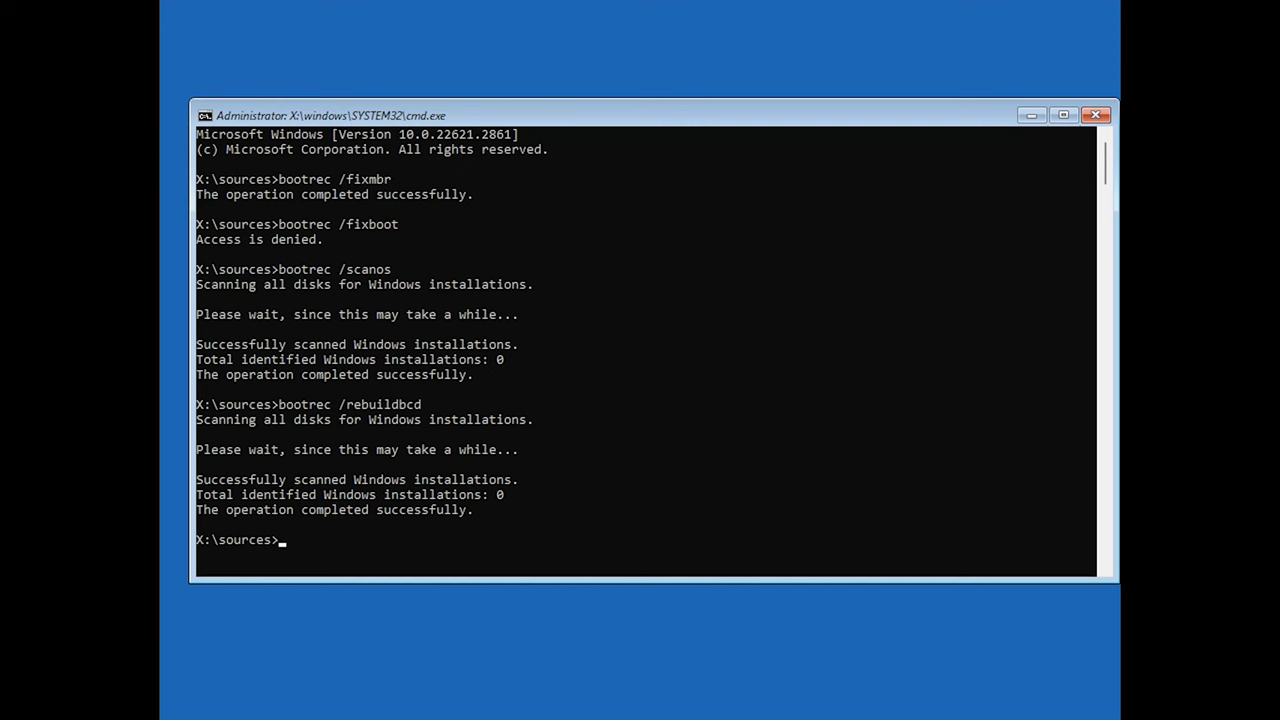 Administrator: X:\windows\SYSTEM32\cmd.exe
Microsoft Windows [Version 10.0.22621.2861]
(c) Microsoft Corporation. All rights reserved.
X:\sources>bootrec /fixmbr
The operation completed successfully.
X:\sources>bootrec /fixboot
Access is denied.
X:\sources>bootrec /scanos
Scanning all disks for Windows installations.
Please wait, since this may take a while...
Successfully scanned Windows installations.
Total identified Windows installations: 0
The operation completed successfully.
X:\sources>bootrec /rebuildbcd
Scanning all disks for Windows installations.
Please wait, since this may take a while...
Successfully scanned Windows installations.
Total identified Windows installations: 0
The operation completed successfully.
X:\sources>